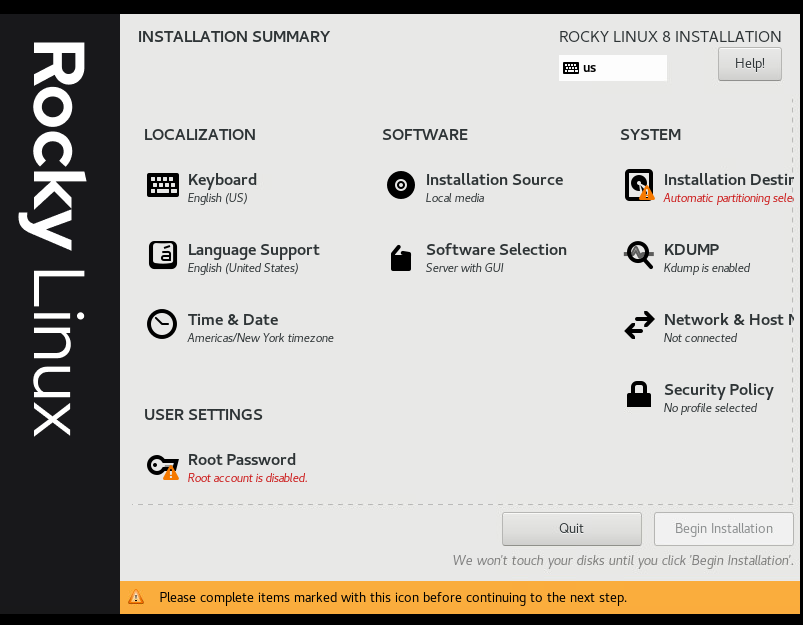 Rocky Linux
INSTALLATION SUMMARY
ROCKY LINUX 8 INSTALLATION
us
Help!
LOCALIZATION
Keyboard
English (US)
Language Support
English (United States)
Time & Date
Americas/New York timezone
SOFTWARE
Installation Source
Local media
Software Selection
Server with GUI
SYSTEM
Installation Destin
Automatic partitioning sele
KDUMP
Kdump is enabled
Network & Host N
Not connected
Security Policy
No profile selected
USER SETTINGS
Root Password
Root account is disabled.
Quit
Begin Installation
We won't touch your disks until you click 'Begin Installation'.
Please complete items marked with this icon before continuing to the next step.